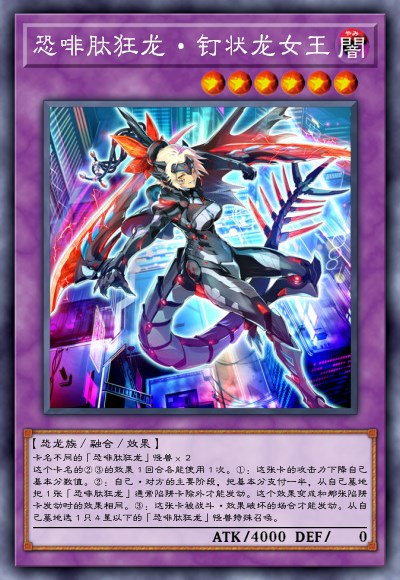 恐啡肽狂龙·钉状龙女王
やみ
闇
【恐龙族/融合/效果】
卡名不同的「恐啡肽狂龙」怪兽×2
这个卡名的②③的效果1回合各能使用1次。①：这张卡的攻击力下降自己
基本分数值。②：自己·对方的主要阶段，把基本分支付一半，从自己墓地
把1张「恐啡肽狂龙」通常陷阱卡除外才能发动。这个效果变成和那张陷阱
卡发动时的效果相同。③：这张卡被战斗·效果破坏的场合才能发动。从自
己墓地选1只4星以下的「恐啡肽狂龙」怪兽特殊召唤。
ATK/4000 DEF/ 0